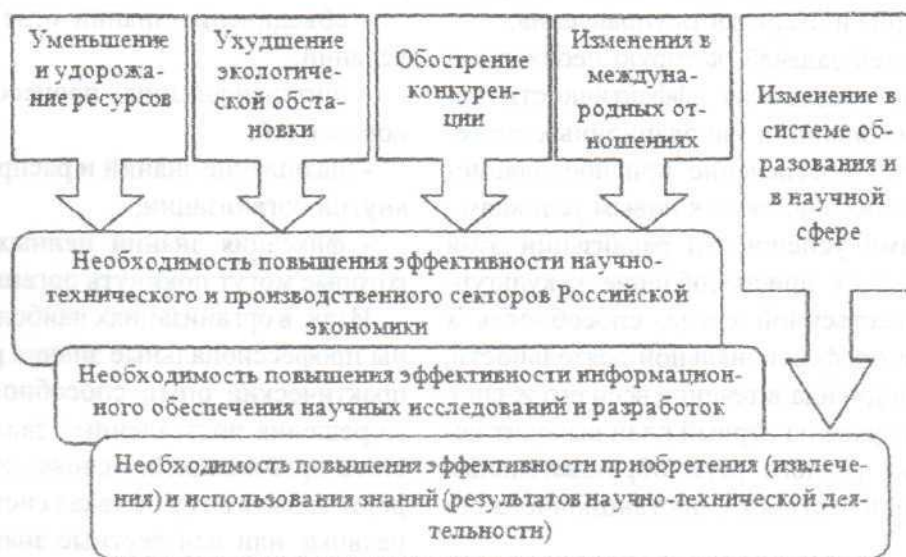 Уменьшение
и удорожа-
ние ресурсов
Ухудшение
экологиче-
ской обста-
новки
Обострение
конкурен-
ции
Изменения в
междуна-
родных от-
ношениях
Изменение в
системе об-
разования и
в научной
сфере
Необходимость повышения эффективности научно-
технического и производственного секторов Российской
экономики
Необходимость повышения эффективности информацион-
ного обеспечения научных исследований и разработок
Необходимость повышения эффективности приобретения (извлече-
ния) и использования знаний (результатов научно-технической дея-
тельности)